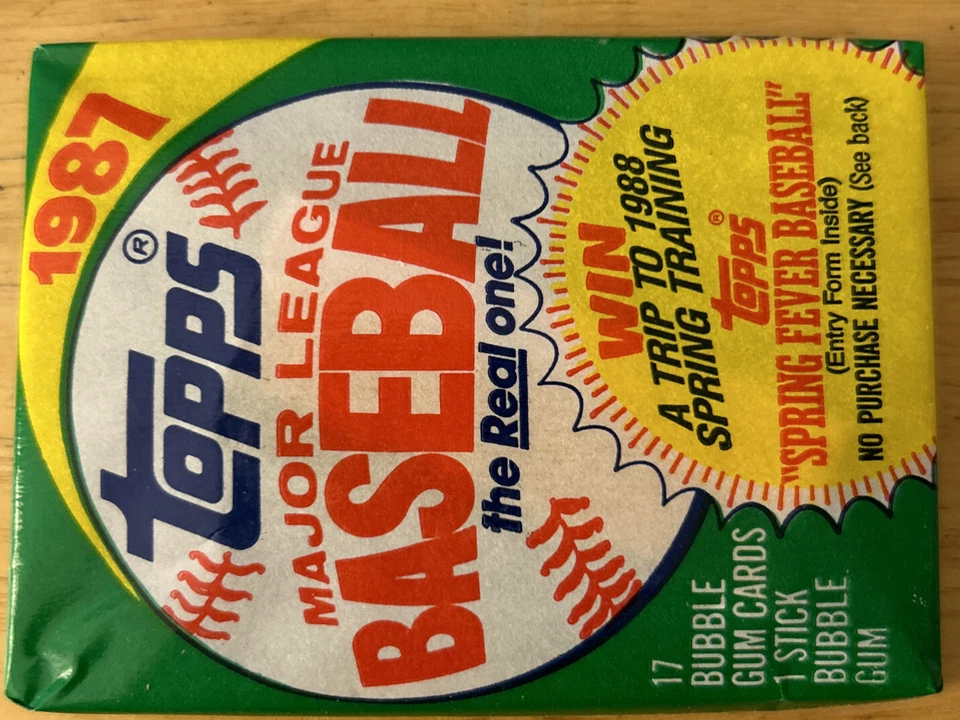 1987
TOPPS®
MAJOR LEAGUE
BASEBALL
the Real one!
WIN
A TRIP TO 1988
SPRING TRAINING
TOPPS®
"SPRING FEVER BASEBALL"
(Entry Form Inside)
NO PURCHASE NECESSARY (See back)
17
BUBBLE
GUM CARDS
1 STICK
BUBBLE
GUM